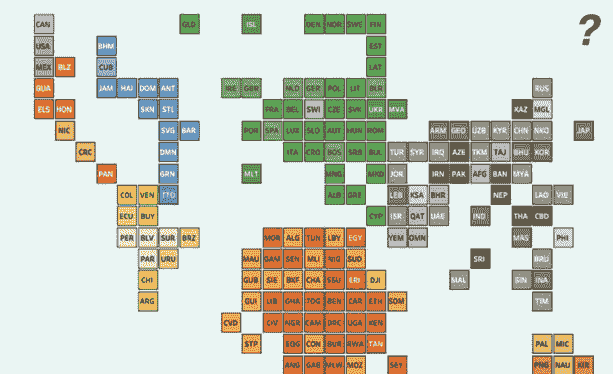 CAN GLD ISL DEN NOR SWE FIN ?
USA BHM EST
MEX BLZ CUB LAT
GUA JAM HAI DOM ANT IRE GBR NLD GER POL LIT BLR RUS
ELS HON SKN STL FRA BEL SWI CZE SVK UKR MVA KAZ MGL
NIC SVG BAR POR SPA LUX SLO AUT HUN ROM ARM GEO UZB KYR CHN NKO JAP
CRC DMN ITA CRO BOS SRB BUL TUR SYR IRQ AZE TKM TAJ BHU KOR
PAN GRN MLT MNG MKD JOR IRN PAK AFG BAN MYA
COL VEN ALB GRE LEB KSA BHR NEP LAO VIE
ECU BUY CYP ISR QAT UAE IND THA CBD
PER BLV SUR BRZ MOR ALG TUN LBY EGY YEM OMN MAS PHI
PAR URU MAU GAM SEN MLI NIG SUD SRI BRU
CHI GUB SIE BKF CHA SSU ERI DJI MAL SIN INA
ARG GUI LIB GHA TOG BEN CAR ETH SOM TIM
CVD CIV NGR CAM DRC UGA KEN
STP EQG CON BUR RWA TAN PAL MIC
ANG GAB MLW MOZ SEY PNG NAU KIR